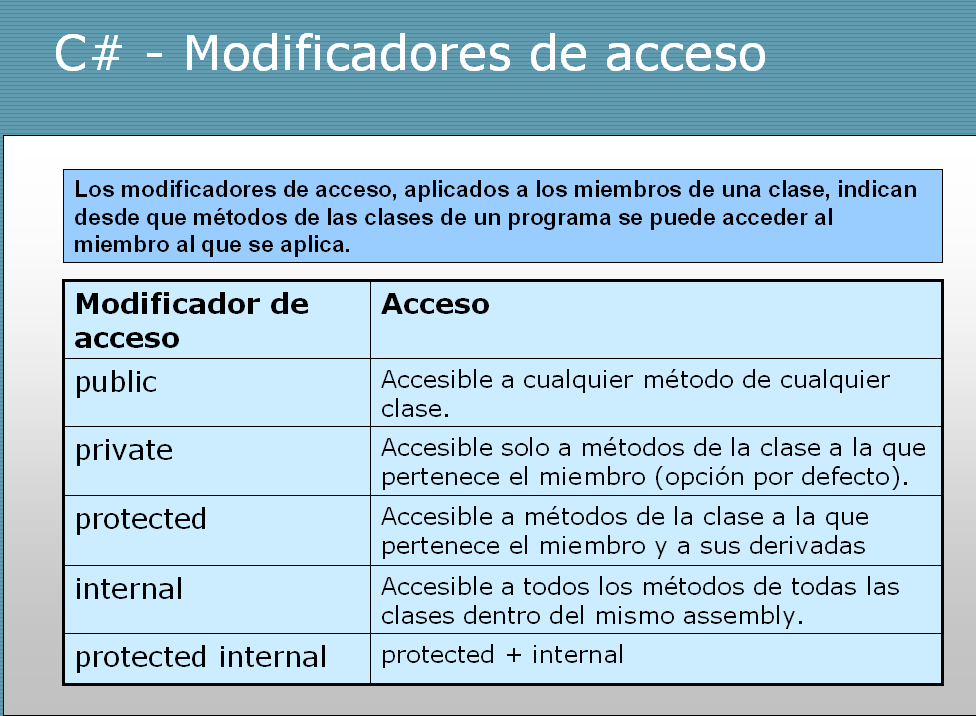 C# - Modificadores de acceso
Los modificadores de acceso, aplicados a los miembros de una clase, indican
desde que métodos de las clases de un programa se puede acceder al
miembro al que se aplica.
Modificador de
acceso
Acceso
public
Accesible a cualquier método de cualquier
clase.
private
Accesible solo a métodos de la clase a la que
pertenece el miembro (opción por defecto).
protected
Accesible a métodos de la clase a la que
pertenece el miembro y a sus derivadas
internal
Accesible a todos los métodos de todas las
clases dentro del mismo assembly.
protected internal
protected + internal